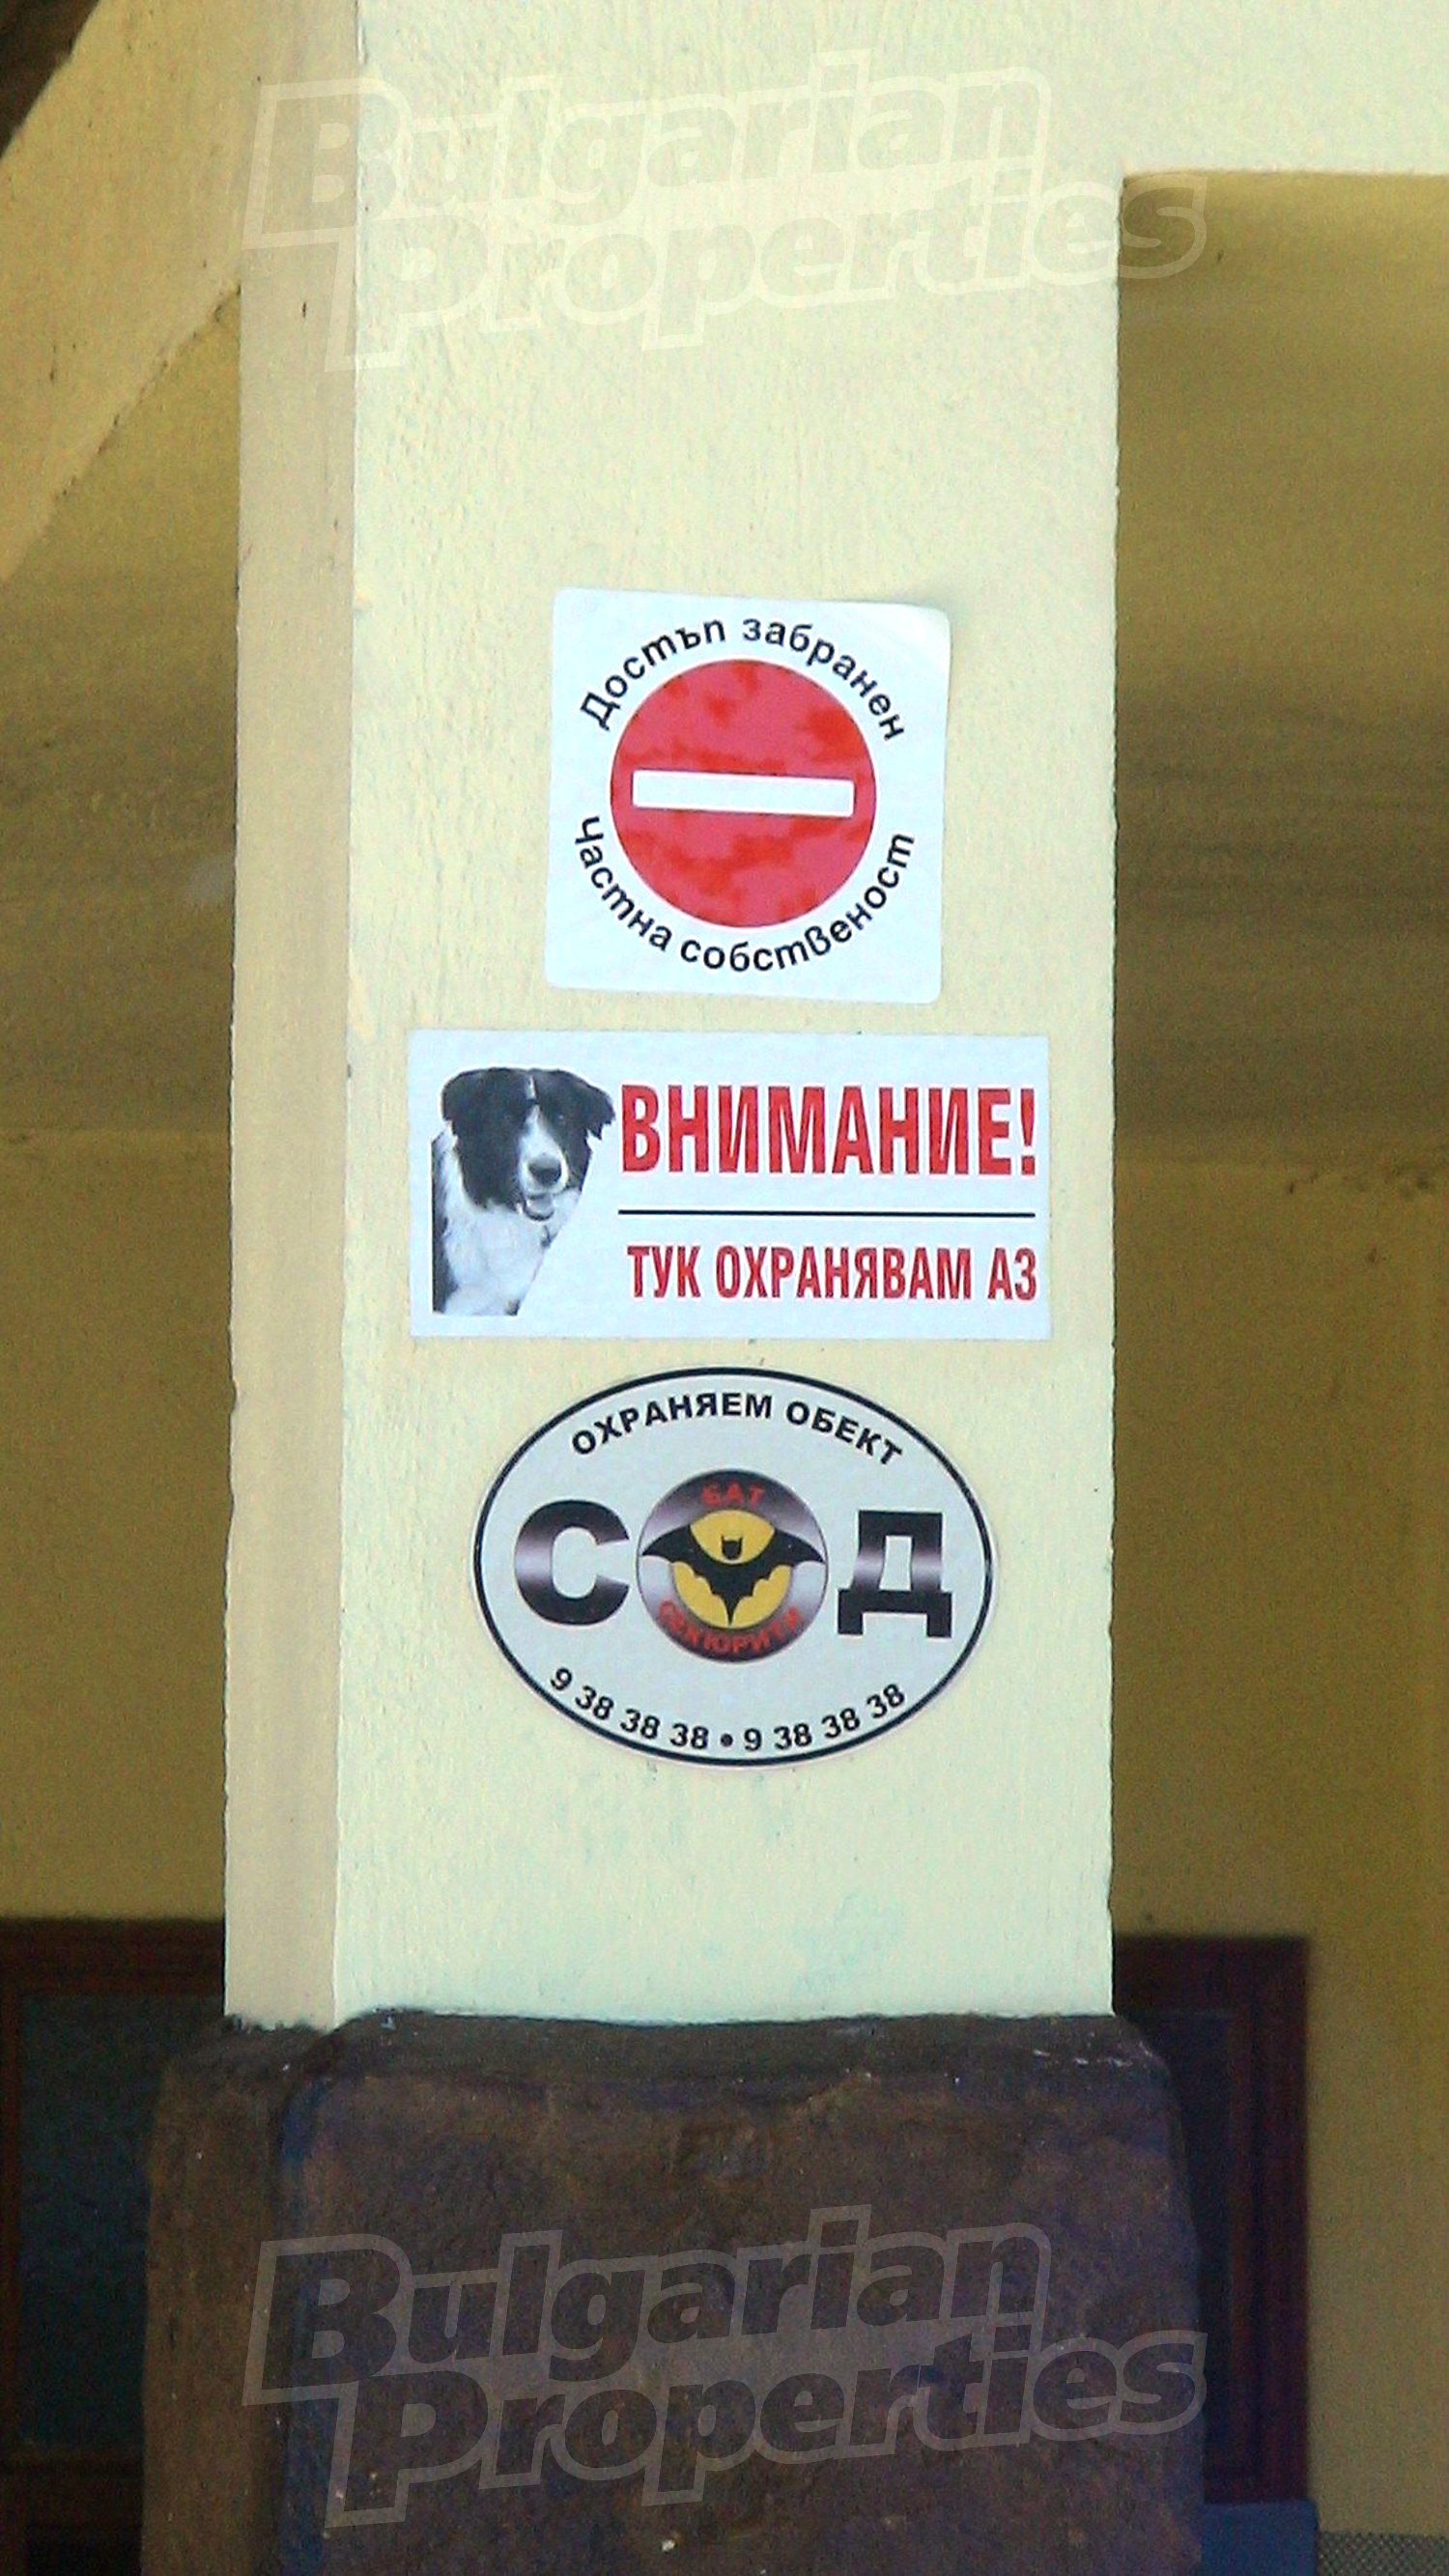 Bulgarian
Properties
Достъп забранен
Частна собственост
ВНИМАНИЕ!
ТУК ОХРАНЯВАМ АЗ
ОХРАНЯЕМ ОБЕКТ
СОД
БАТ
СЕКЮРИТИ
9 38 38 38 • 9 38 38 38
Bulgarian
Properties